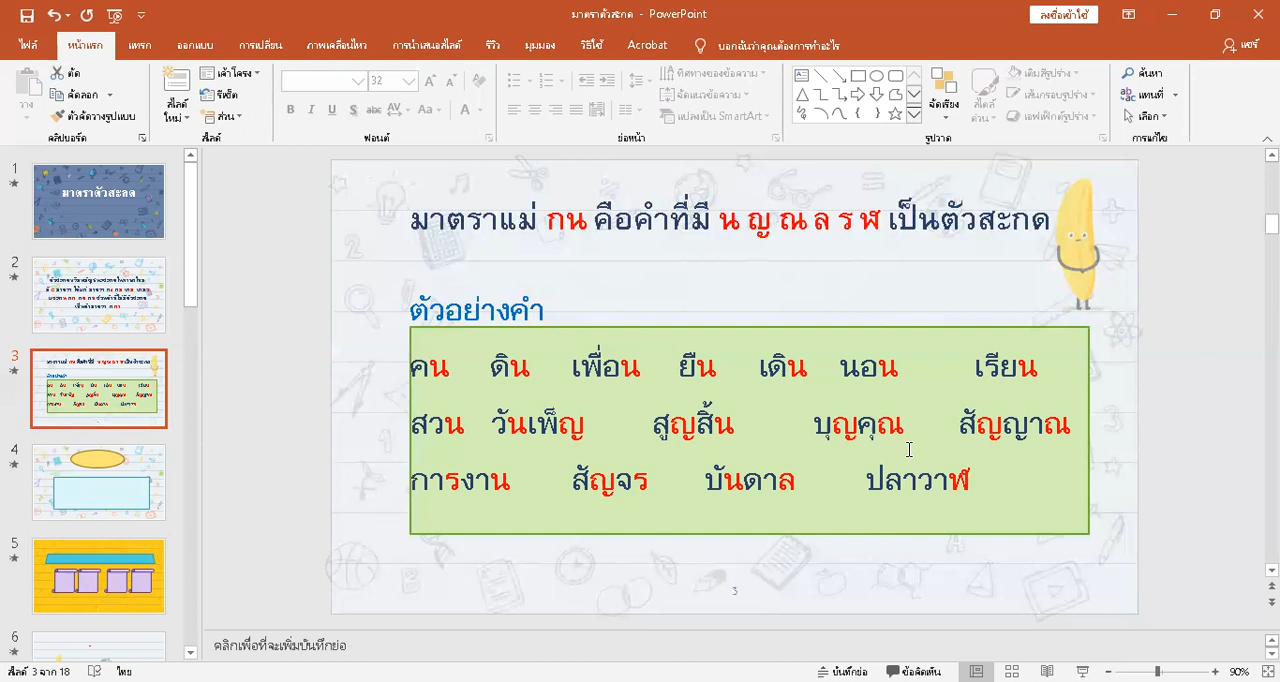 มาตราตัวสะกด - PowerPoint
ลงชื่อเข้าใช้
ไฟล์ หน้าแรก แทรก ออกแบบ การเปลี่ยน ภาพเคลื่อนไหว การนำเสนอสไลด์ รีวิว มุมมอง วิธีใช้ Acrobat บอกฉันว่าคุณต้องการทำอะไร แชร์
วาง
ตัด
คัดลอก
ตัวคัดวางรูปแบบ
คลิปบอร์ด
สไลด์ใหม่
เค้าโครง
รีเซ็ต
ส่วน
สไลด์
32
B I U S abc AV Aa A
ฟอนต์
ทิศทางของข้อความ
จัดแนวข้อความ
แปลงเป็น SmartArt
ย่อหน้า
จัดเรียง
สไตล์ด่วน
เติมสีรูปร่าง
เส้นกรอบรูปร่าง
เอฟเฟ็กต์รูปร่าง
รูปวาด
ค้นหา
แทนที่
เลือก
การแก้ไข
1
มาตราตัวสะกด
2
3
4
5
6
มาตราแม่ กน คือคำที่มี น ญ ณ ล ร ฬ เป็นตัวสะกด
ตัวอย่างคำ
คน ดิน เพื่อน ยืน เดิน นอน เรียน
สวน วันเพ็ญ สูญสิ้น บุญคุณ สัญญาณ
การงาน สัญจร บันดาล ปลาวาฬ
3
คลิกเพื่อที่จะเพิ่มบันทึกย่อ
สไลด์ 3 จาก 18 ไทย บันทึกย่อ ข้อคิดเห็น 90%